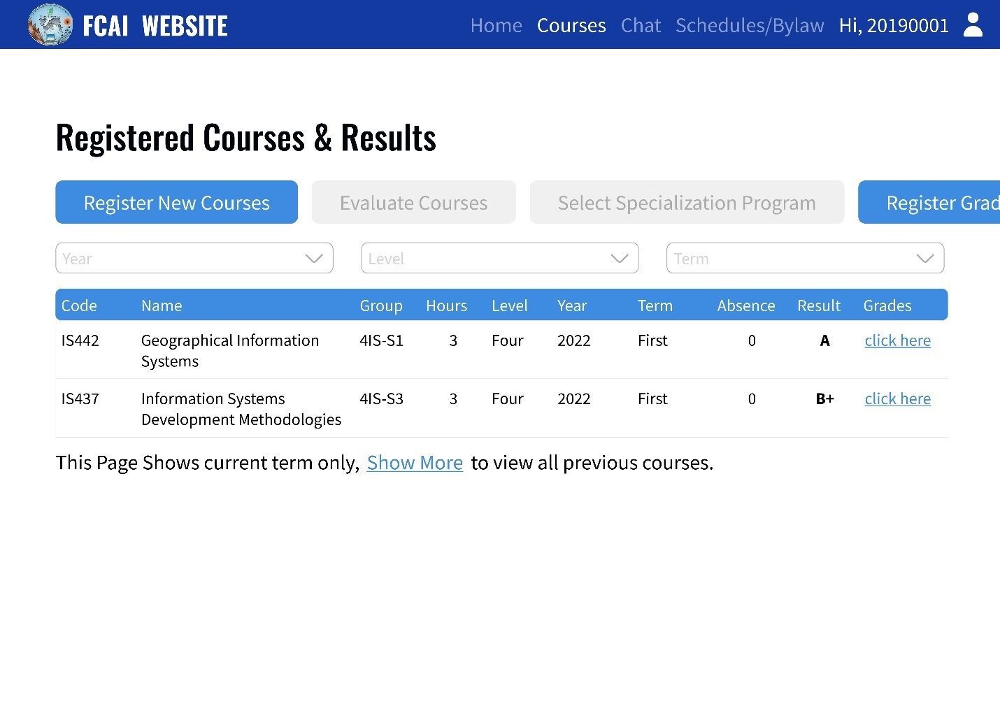 FCAI WEBSITE
Home Courses Chat Schedules/Bylaw Hi, 20190001
Registered Courses & Results
Register New Courses Evaluate Courses Select Specialization Program Register Grad
Year Level Term
Code Name Group Hours Level Year Term Absence Result Grades
IS442 Geographical Information 4IS-S1 3 Four 2022 First 0 A click here
Systems
IS437 Information Systems 4IS-S3 3 Four 2022 First 0 B+ click here
Development Methodologies
This Page Shows current term only, Show More to view all previous courses.